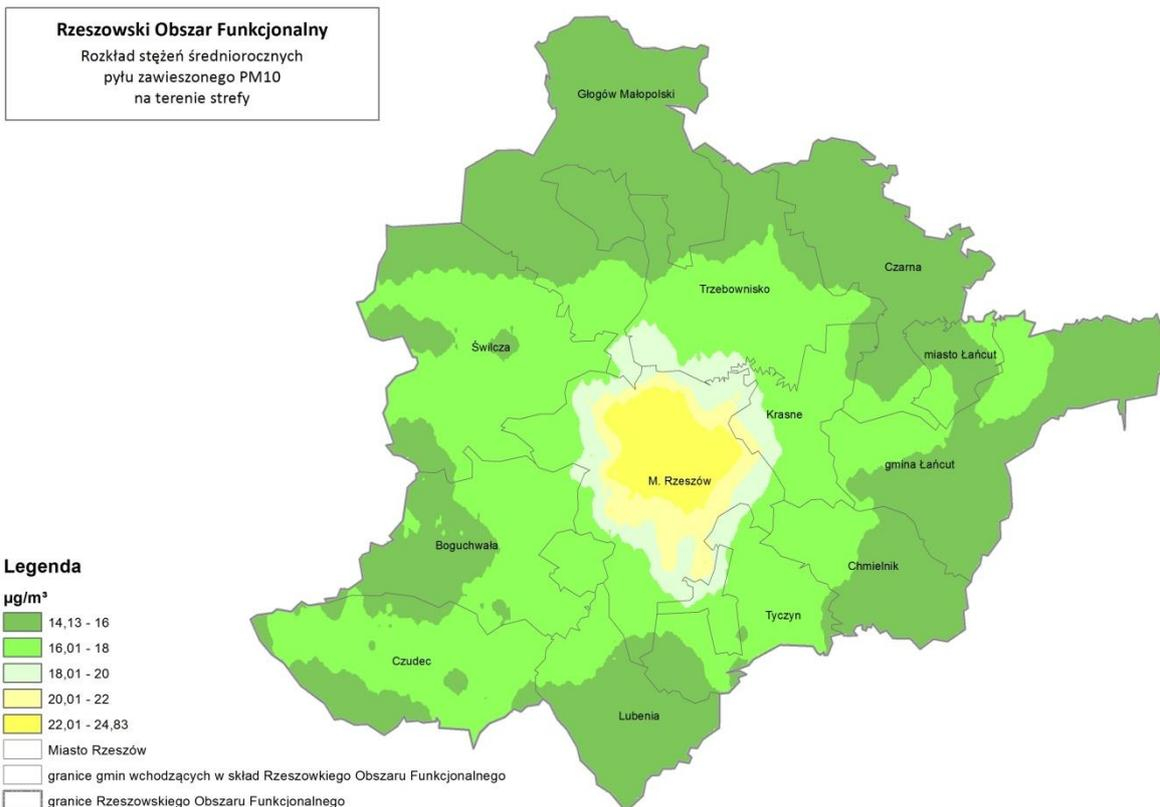 Rzeszowski Obszar Funkcjonalny
Rozkład stężeń średniorocznych
pyłu zawieszonego PM10
na terenie strefy
Głogów Małopolski
Czarna
Trzebownisko
Świlcza
miasto Łańcut
Krasne
gmina Łańcut
M. Rzeszów
Boguchwała
Chmielnik
Tyczyn
Czudec
Lubenia
Legenda
µg/m³
14,13 - 16
16,01 - 18
18,01 - 20
20,01 - 22
22,01 - 24,83
Miasto Rzeszów
granice gmin wchodzących w skład Rzeszowkiego Obszaru Funkcjonalnego
granice Rzeszowskiego Obszaru Funkcjonalnego